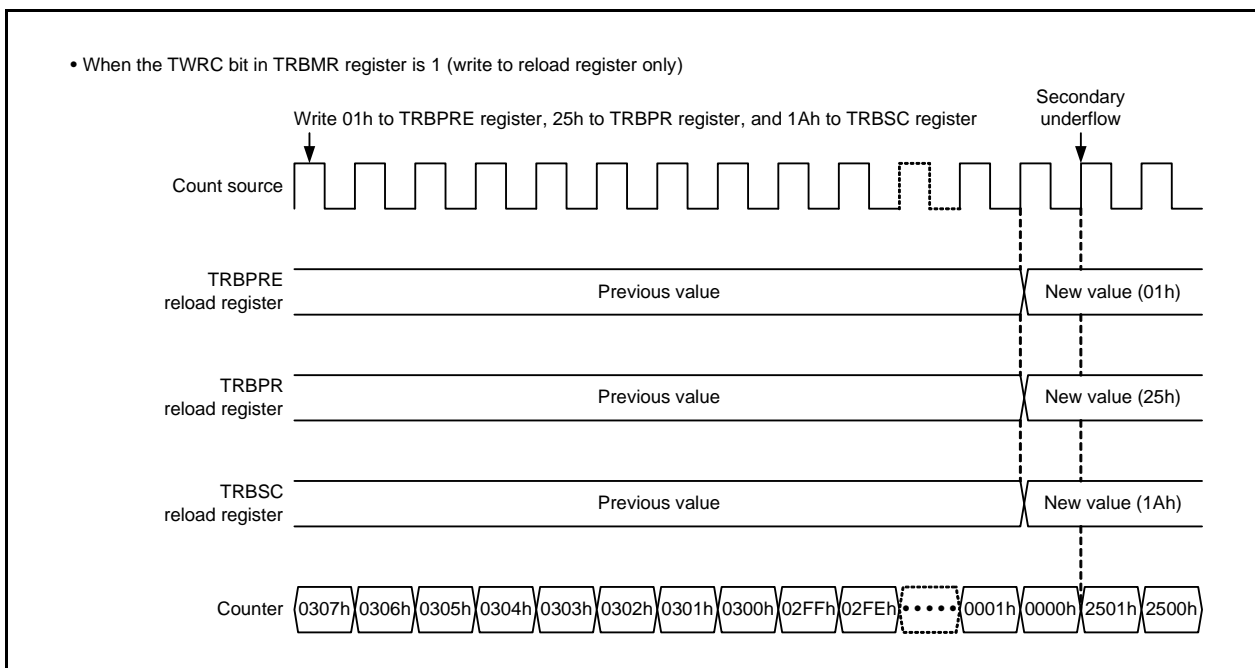 • When the TWRC bit in TRBMR register is 1 (write to reload register only)
Write 01h to TRBPRE register, 25h to TRBPR register, and 1Ah to TRBSC register
Secondary
underflow
Count source
TRBPRE
reload register
Previous value
New value (01h)
TRBPR
reload register
Previous value
New value (25h)
TRBSC
reload register
Previous value
New value (1Ah)
Counter 0307h 0306h 0305h 0304h 0303h 0302h 0301h 0300h 02FFh 02FEh ••••• 0001h 0000h 2501h 2500h